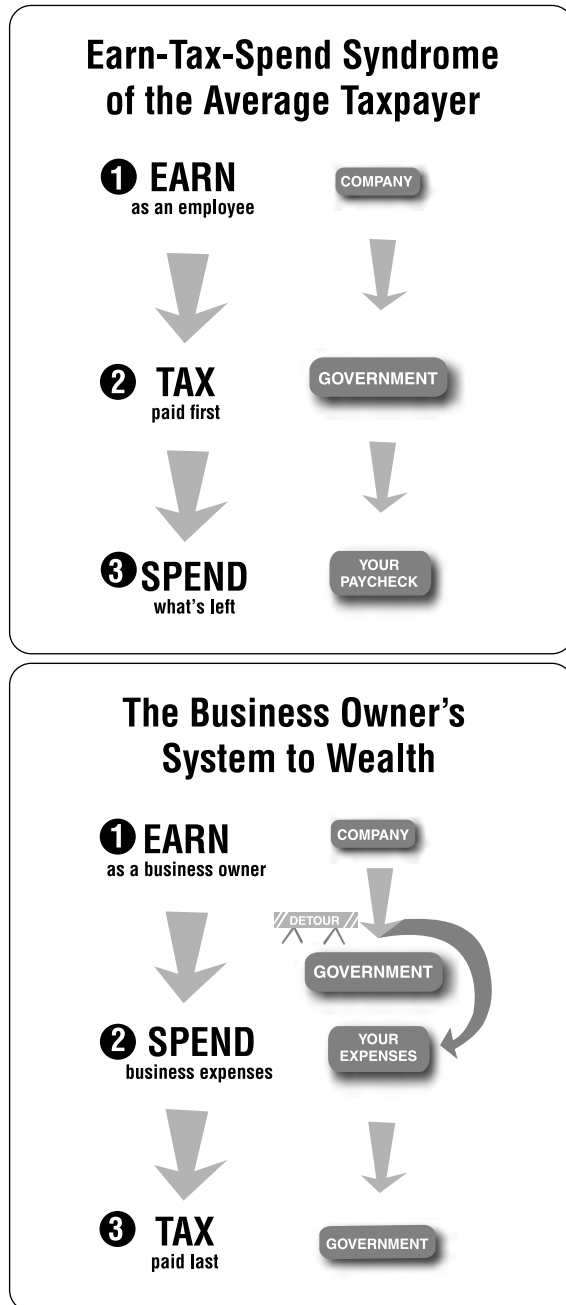 Earn-Tax-Spend Syndrome
of the Average Taxpayer
1 EARN
as an employee
COMPANY
2 TAX
paid first
GOVERNMENT
3 SPEND
what's left
YOUR
PAYCHECK
The Business Owner's
System to Wealth
1 EARN
as a business owner
COMPANY
DETOUR
GOVERNMENT
2 SPEND
business expenses
YOUR
EXPENSES
3 TAX
paid last
GOVERNMENT